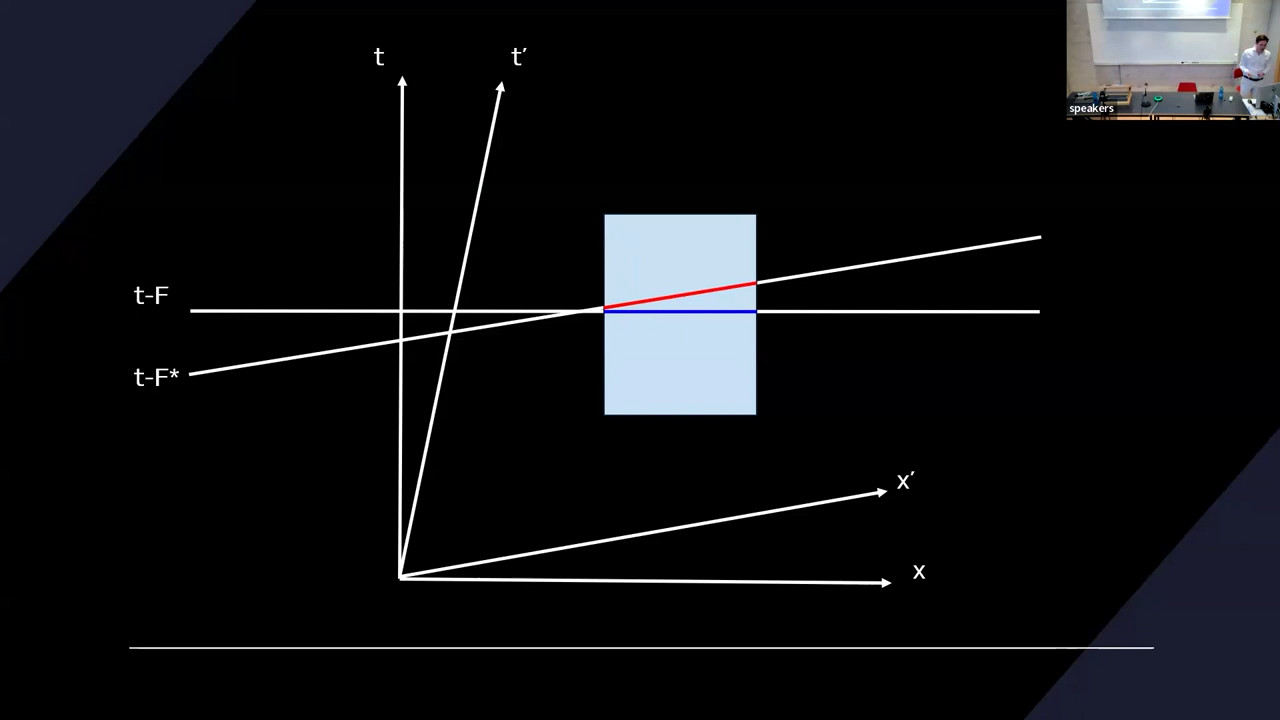 t
t′
speakers
t-F
t-F*
x′
x